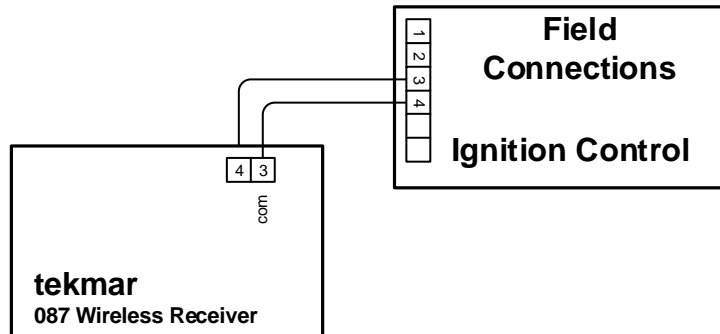 Field
Connections
1
2
3
4
Ignition Control
4 3
com
tekmar
087 Wireless Receiver